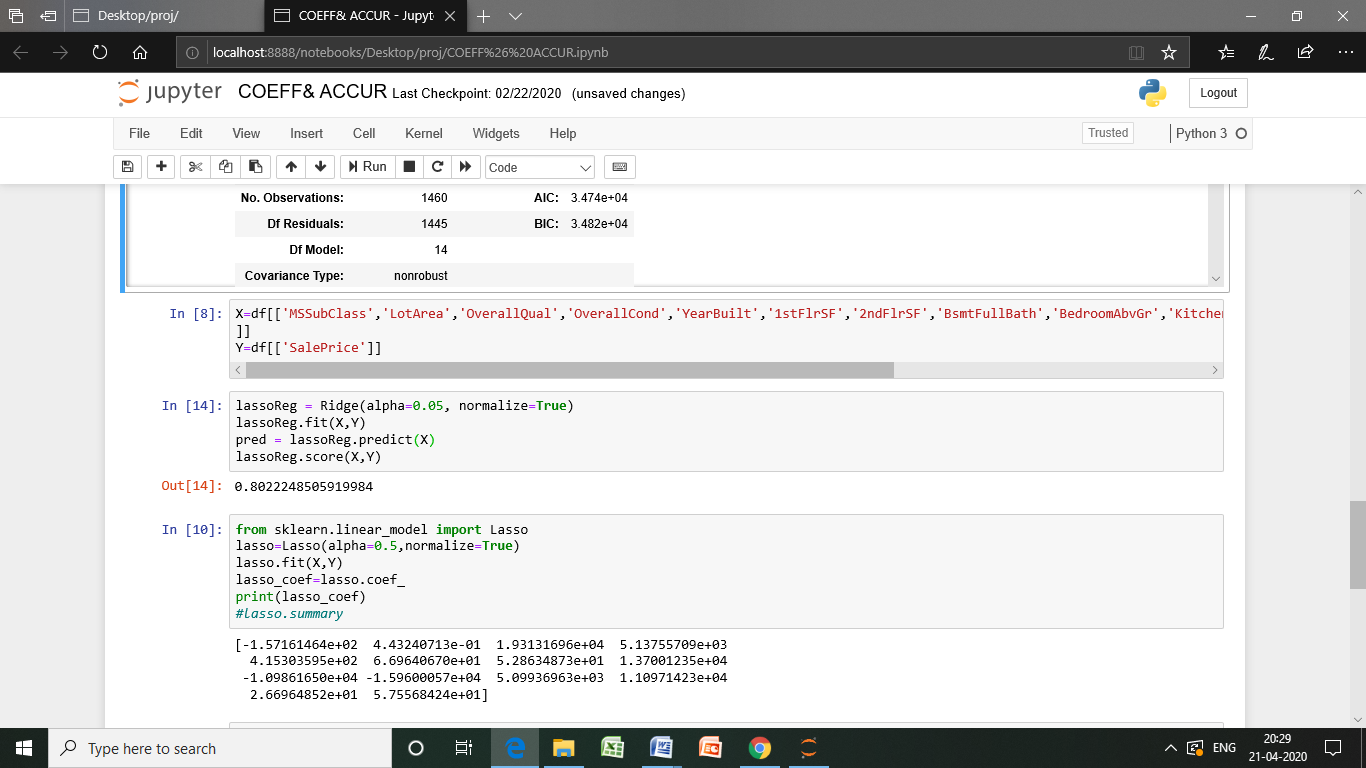 Desktop/proj/
COEFF& ACCUR - Jupyt
localhost:8888/notebooks/Desktop/proj/COEFF%26%20ACCUR.ipynb
jupyter COEFF& ACCUR Last Checkpoint: 02/22/2020 (unsaved changes)
Logout
File Edit View Insert Cell Kernel Widgets Help
Trusted Python 3
Run Code
No. Observations: 1460 AIC: 3.474e+04
Df Residuals: 1445 BIC: 3.482e+04
Df Model: 14
Covariance Type: nonrobust
In [8]: X=df[['MSSubClass','LotArea','OverallQual','OverallCond','YearBuilt','1stFlrSF','2ndFlrSF','BsmtFullBath','BedroomAbvGr','Kitche
]]
Y=df[['SalePrice']]
In [14]: lassoReg = Ridge(alpha=0.05, normalize=True)
lassoReg.fit(X,Y)
pred = lassoReg.predict(X)
lassoReg.score(X,Y)
Out[14]: 0.8022248505919984
In [10]: from sklearn.linear_model import Lasso
lasso=Lasso(alpha=0.5,normalize=True)
lasso.fit(X,Y)
lasso_coef=lasso.coef_
print(lasso_coef)
#lasso.summary
[-1.57161464e+02 4.43240713e-01 1.93131696e+04 5.13755709e+03
4.15303595e+02 6.69640670e+01 5.28634873e+01 1.37001235e+04
-1.09861650e+04 -1.59600057e+04 5.09936963e+03 1.10971423e+04
2.66964852e+01 5.75568424e+01]
Type here to search
ENG
20:29
21-04-2020